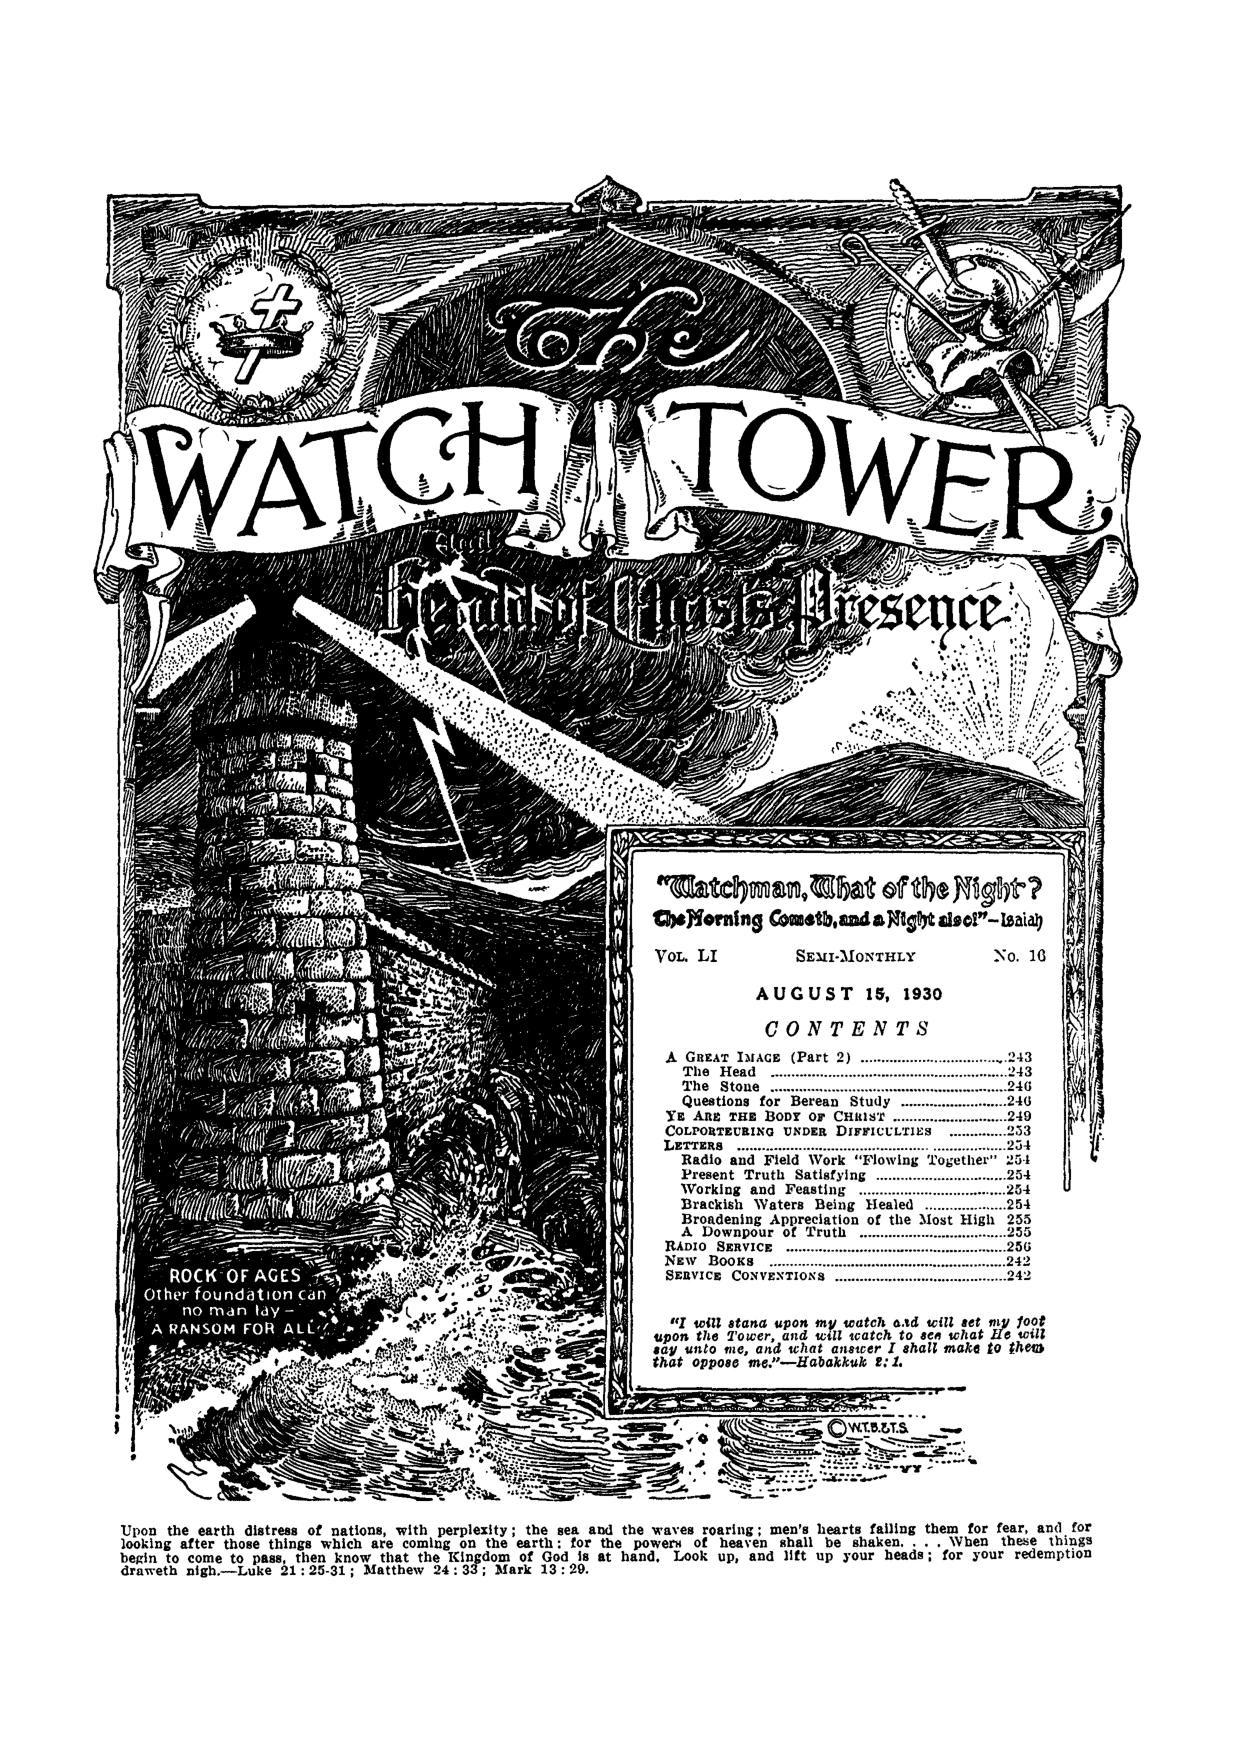 The
WATCH TOWER
And
Herald of Christ's Presence
"Watchman, What of the Night?
The Morning Cometh, and a Night also!"—Isaiah
VOL. LI SEMI-MONTHLY No. 16
AUGUST 15, 1930
CONTENTS
A GREAT IMAGE (Part 2) ........ 243
The Head ........ 243
The Stone ........ 246
Questions for Berean Study ........ 246
YE ARE THE BODY OF CHRIST ........ 249
COLPORTEURING UNDER DIFFICULTIES ........ 253
LETTERS ........ 254
Radio and Field Work "Flowing Together" 254
Present Truth Satisfying ........ 254
Working and Feasting ........ 254
Brackish Waters Being Healed ........ 254
Broadening Appreciation of the Most High 255
A Downpour of Truth ........ 255
RADIO SERVICE ........ 256
NEW BOOKS ........ 242
SERVICE CONVENTIONS ........ 242
"I will stand upon my watch and will set my foot
upon the Tower, and will watch to see what He will
say unto me, and what answer I shall make to them
that oppose me."—Habakkuk 2:1.
ROCK OF AGES
Other foundation can
no man lay—
A RANSOM FOR ALL
©W.T.B.&T.S.
Upon the earth distress of nations, with perplexity; the sea and the waves roaring; men's hearts failing them for fear, and for
looking after those things which are coming on the earth: for the powers of heaven shall be shaken. . . . When these things
begin to come to pass, then know that the Kingdom of God is at hand. Look up, and lift up your heads; for your redemption
draweth nigh.—Luke 21:25-31; Matthew 24:33; Mark 13:29.